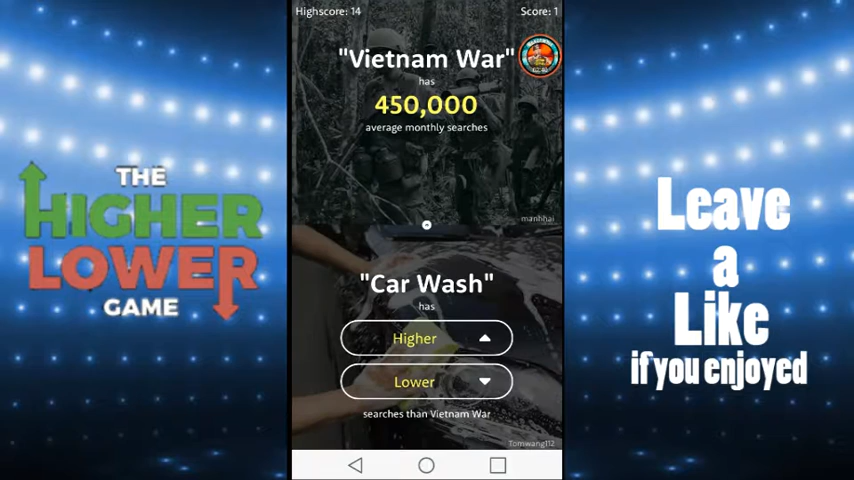 Highscore: 14
Score: 1
"Vietnam War"
has
450,000
average monthly searches
manhhai
THE
HIGHER
LOWER
GAME
"Car Wash"
has
Higher
Lower
searches than Vietnam War
Tomwang112
Leave
a
Like
if you enjoyed